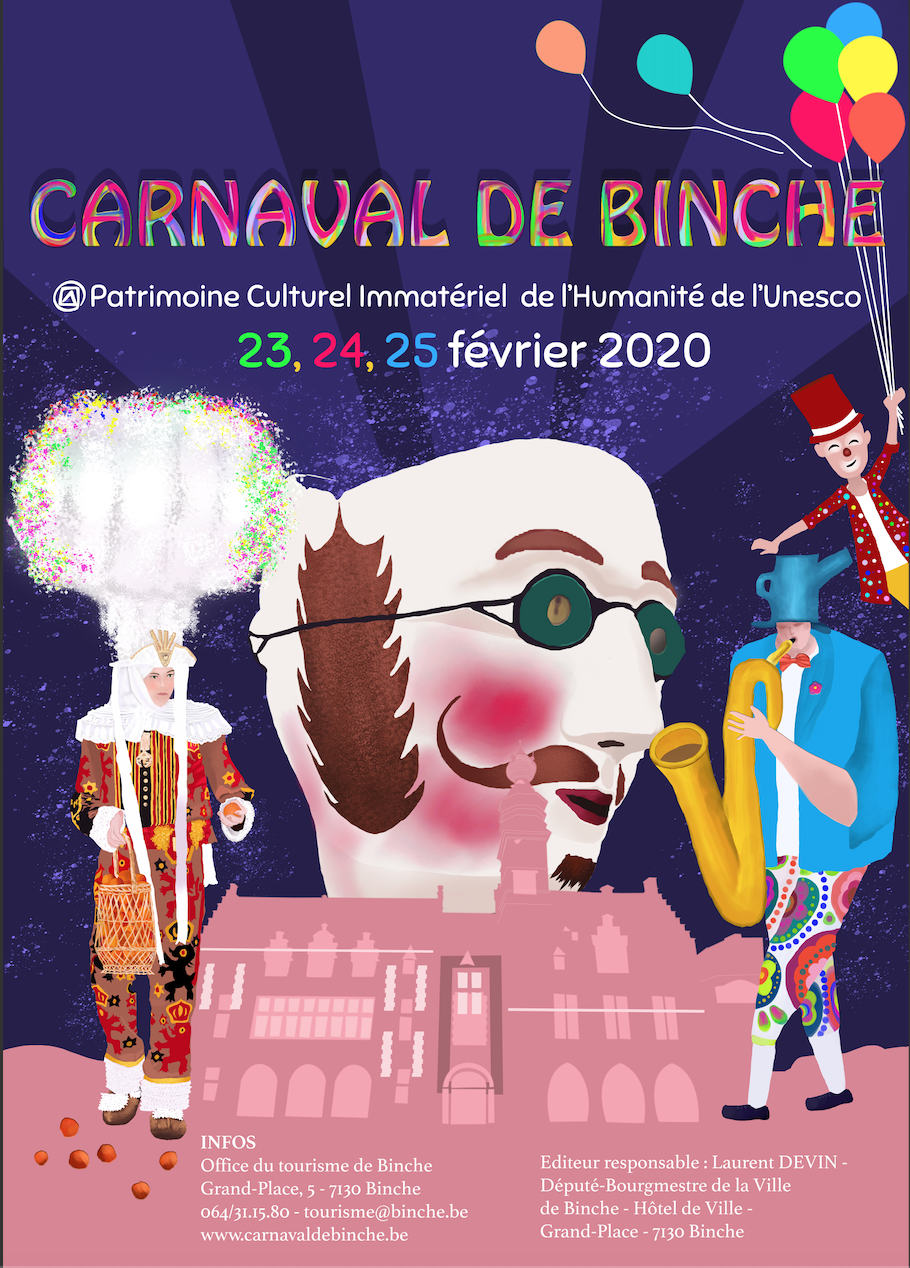 CARNAVAL DE BINCHE
@Patrimoine Culturel Immatériel de l'Humanité de l'Unesco
23, 24, 25 février 2020
INFOS
Office du tourisme de Binche
Grand-Place, 5 - 7130 Binche
064/31.15.80 - tourisme@binche.be
www.carnavaldebinche.be
Editeur responsable : Laurent DEVIN -
Député-Bourgmestre de la Ville
de Binche - Hôtel de Ville -
Grand-Place - 7130 Binche